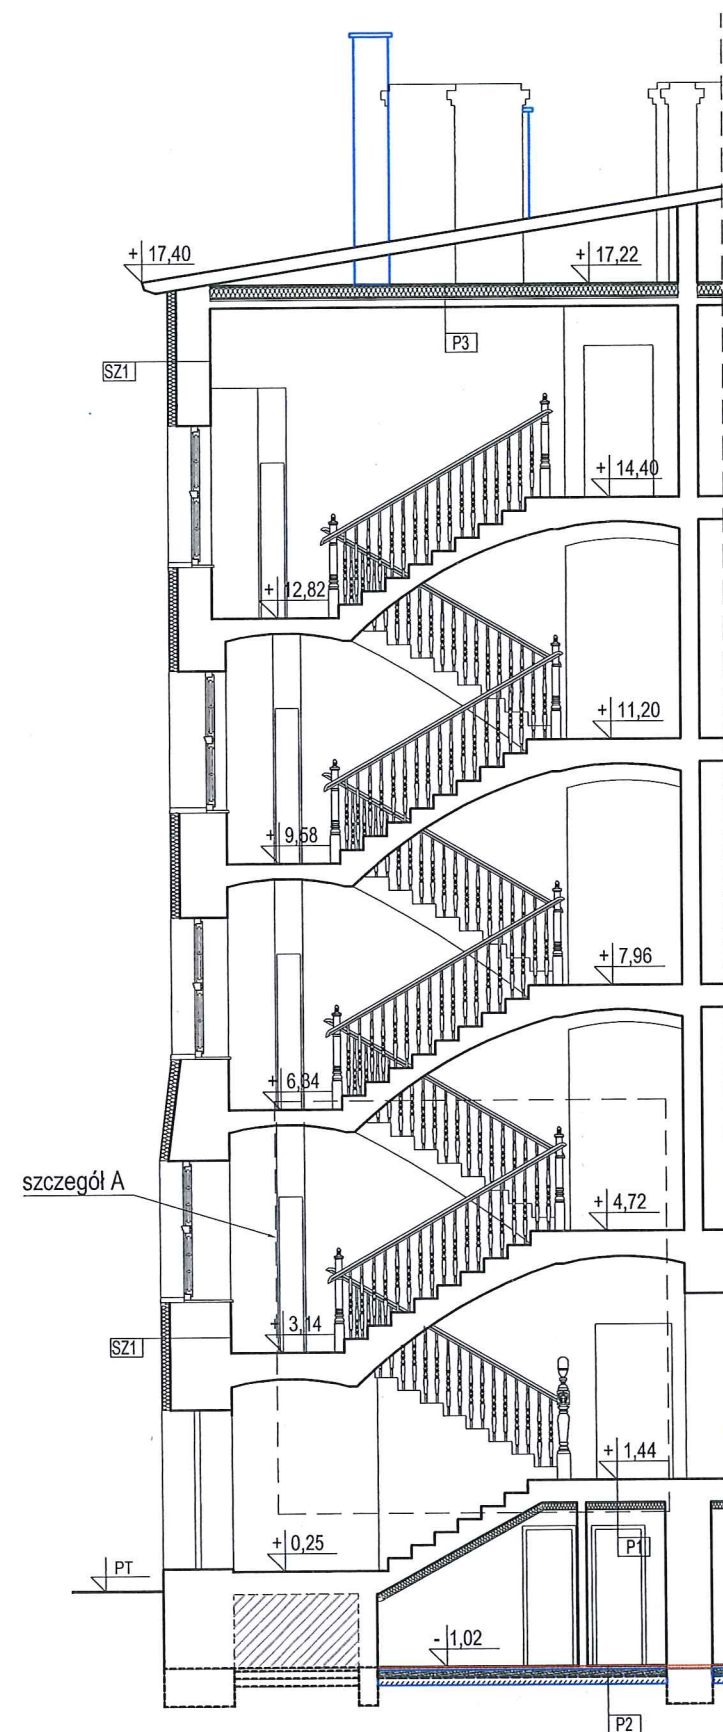 + 17,40
+ 17,22
P3
SZ1
+ 14,40
+ 12,82
+ 11,20
+ 9,58
+ 7,96
+ 6,34
szczegół A
+ 4,72
+ 3,14
SZ1
+ 1,44
+ 0,25
P1
PT
- 1,02
P2